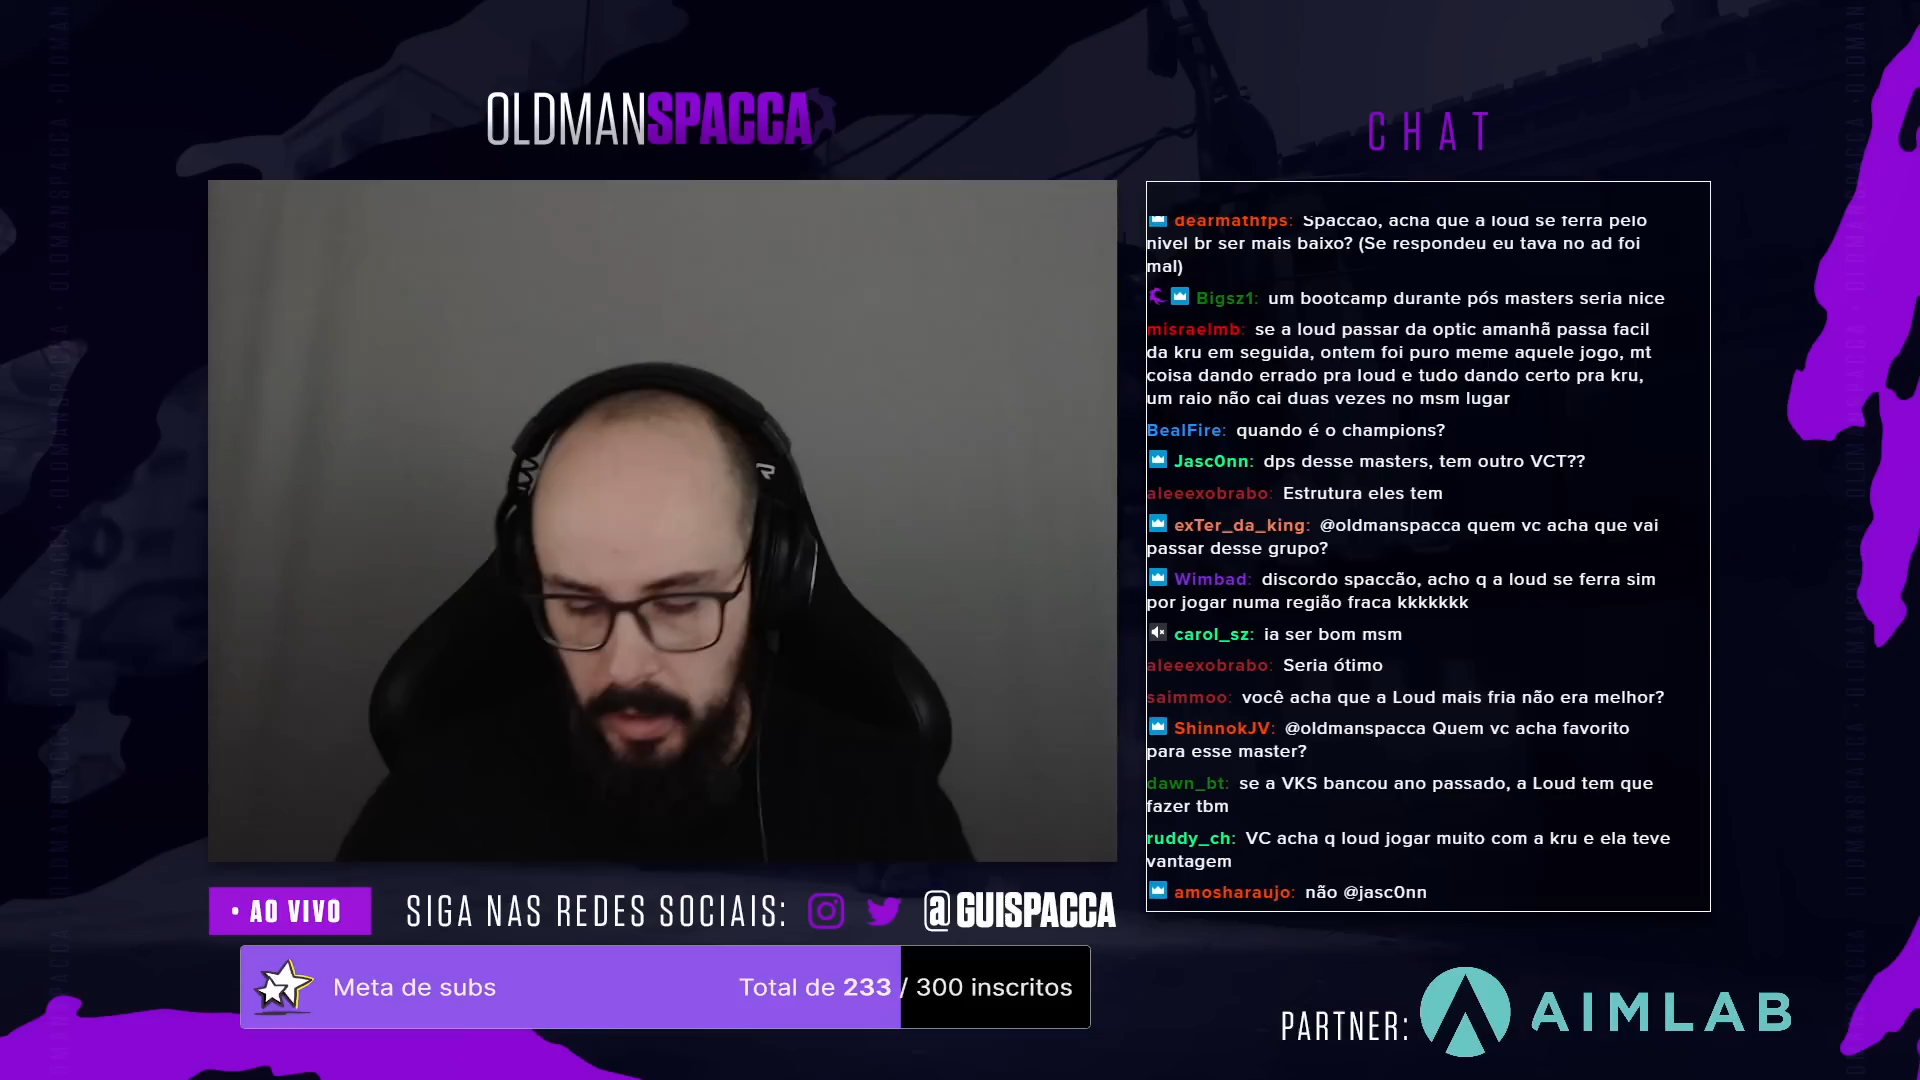 OLDMANSPACCA
CHAT
dearmathfps: Spaccão, acha que a loud se ferra pelo
nivel br ser mais baixo? (Se respondeu eu tava no ad foi
mal)
Bigsz1: um bootcamp durante pós masters seria nice
misraelmb: se a loud passar da optic amanhã passa facil
da kru em seguida, ontem foi puro meme aquele jogo, mt
coisa dando errado pra loud e tudo dando certo pra kru,
um raio não cai duas vezes no msm lugar
BealFire: quando é o champions?
Jasc0nn: dps desse masters, tem outro VCT??
aleeexobrabo: Estrutura eles tem
exTer_da_king: @oldmanspacca quem vc acha que vai
passar desse grupo?
Wimbad: discordo spaccão, acho q a loud se ferra sim
por jogar numa região fraca kkkkkkk
carol_sz: ia ser bom msm
aleeexobrabo: Seria ótimo
saimmoo: você acha que a Loud mais fria não era melhor?
ShinnokJV: @oldmanspacca Quem vc acha favorito
para esse master?
dawn_bt: se a VKS bancou ano passado, a Loud tem que
fazer tbm
ruddy_ch: VC acha q loud jogar muito com a kru e ela teve
vantagem
amosharaujo: não @jasc0nn
• AO VIVO
SIGA NAS REDES SOCIAIS: @GUISPACCA
Meta de subs Total de 233 / 300 inscritos
PARTNER: AIMLAB